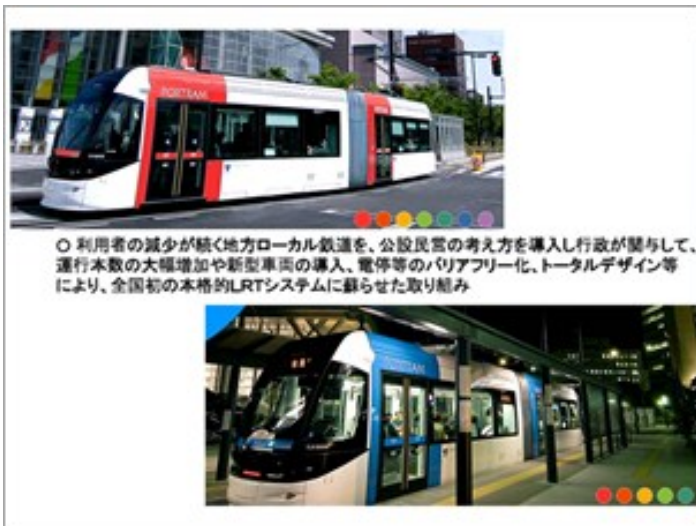 PORTRAM
○ 利用者の減少が続く地方ローカル鉄道を、公設民営の考え方を導入し行政が関与して、
運行本数の大幅増加や新型車両の導入、電停等のバリアフリー化、トータルデザイン等
により、全国初の本格的LRTシステムに蘇らせた取り組み
PORTRAM